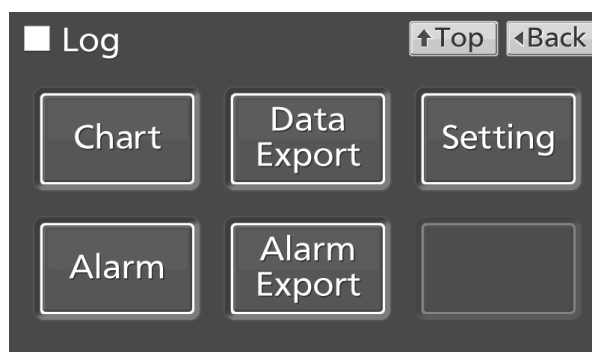 Log
Top
Back
Chart
Data
Export
Setting
Alarm
Alarm
Export